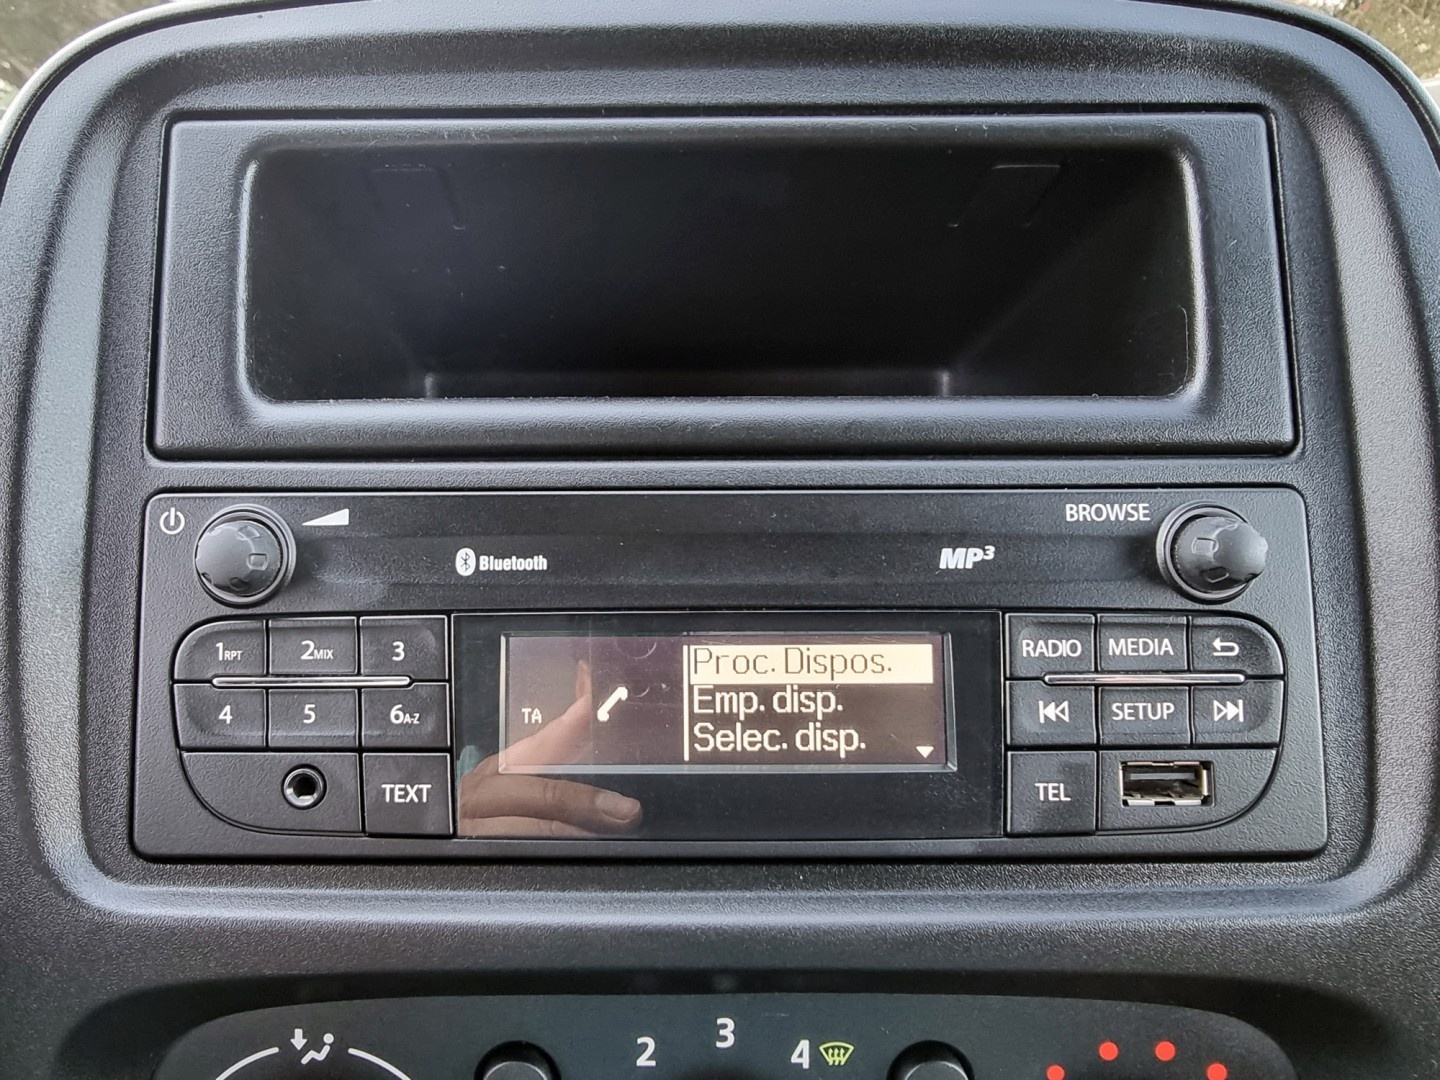 BROWSE
Bluetooth
MP3
1RPT 2MIX 3
RADIO MEDIA
Proc. Dispos.
Emp. disp.
Selec. disp.
TA
4 5 6A-Z
SETUP
TEXT
TEL
2 3 4